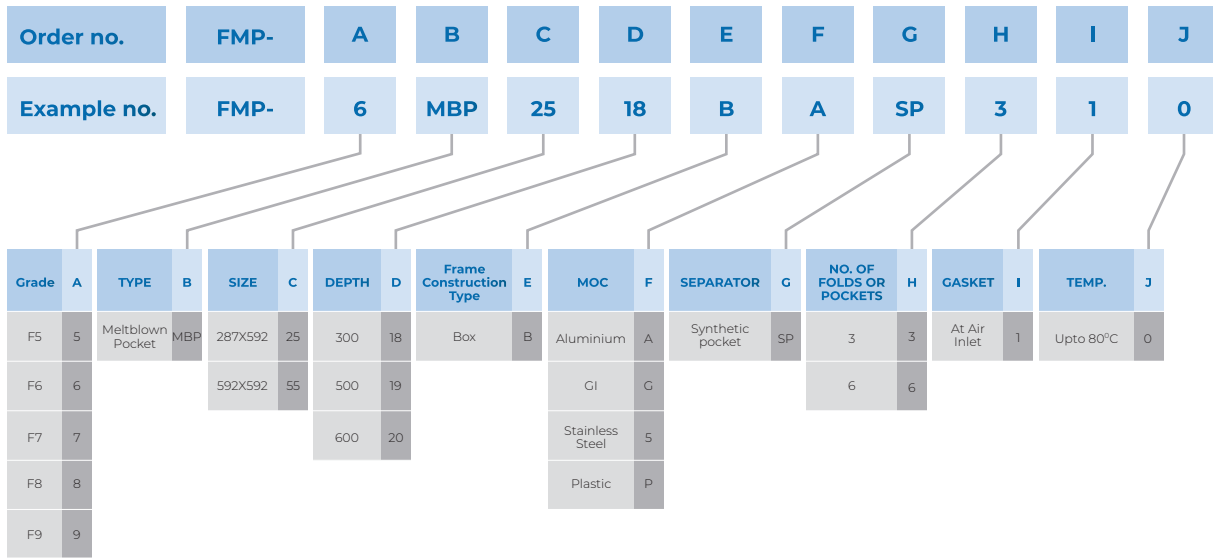 Order no. FMP- A B C D E F G H I J
Example no. FMP- 6 MBP 25 18 B A SP 3 1 0
Grade A TYPE B SIZE C DEPTH D Frame Construction Type E MOC F SEPARATOR G NO. OF FOLDS OR POCKETS H GASKET I TEMP. J
F5 5 Meltblown Pocket MBP 287X592 25 300 18 Box B Aluminium A Synthetic pocket SP 3 3 At Air Inlet 1 Upto 80⁰C 0
F6 6 592X592 55 500 19 GI G 6 6
F7 7 600 20 Stainless Steel 5
F8 8 Plastic P
F9 9